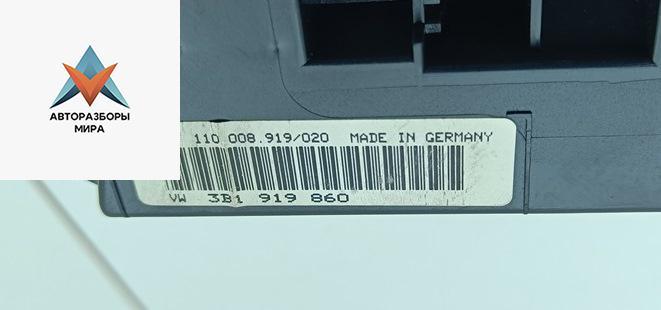 АВТОРАЗБОРЫ
МИРА
110.008.919/020 MADE IN GERMANY
VW 3B1 919 860